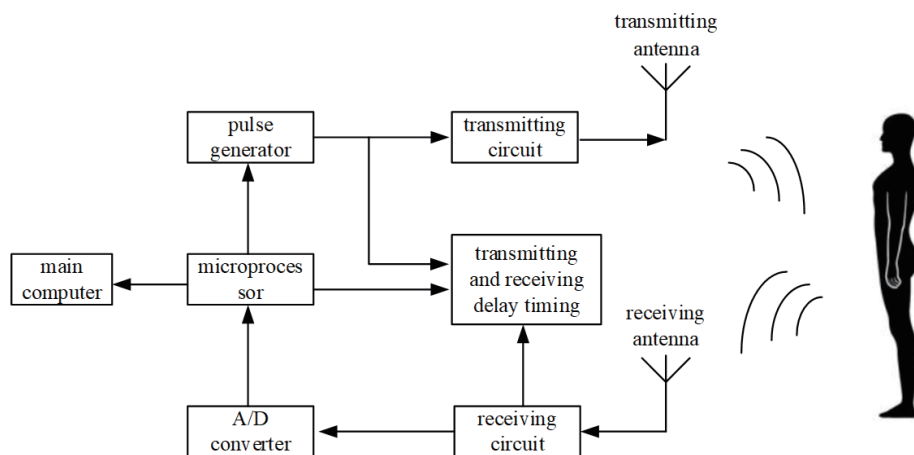 transmitting
antenna
pulse
generator
transmitting
circuit
main
computer
microproces
sor
transmitting
and receiving
delay timing
receiving
antenna
A/D
converter
receiving
circuit